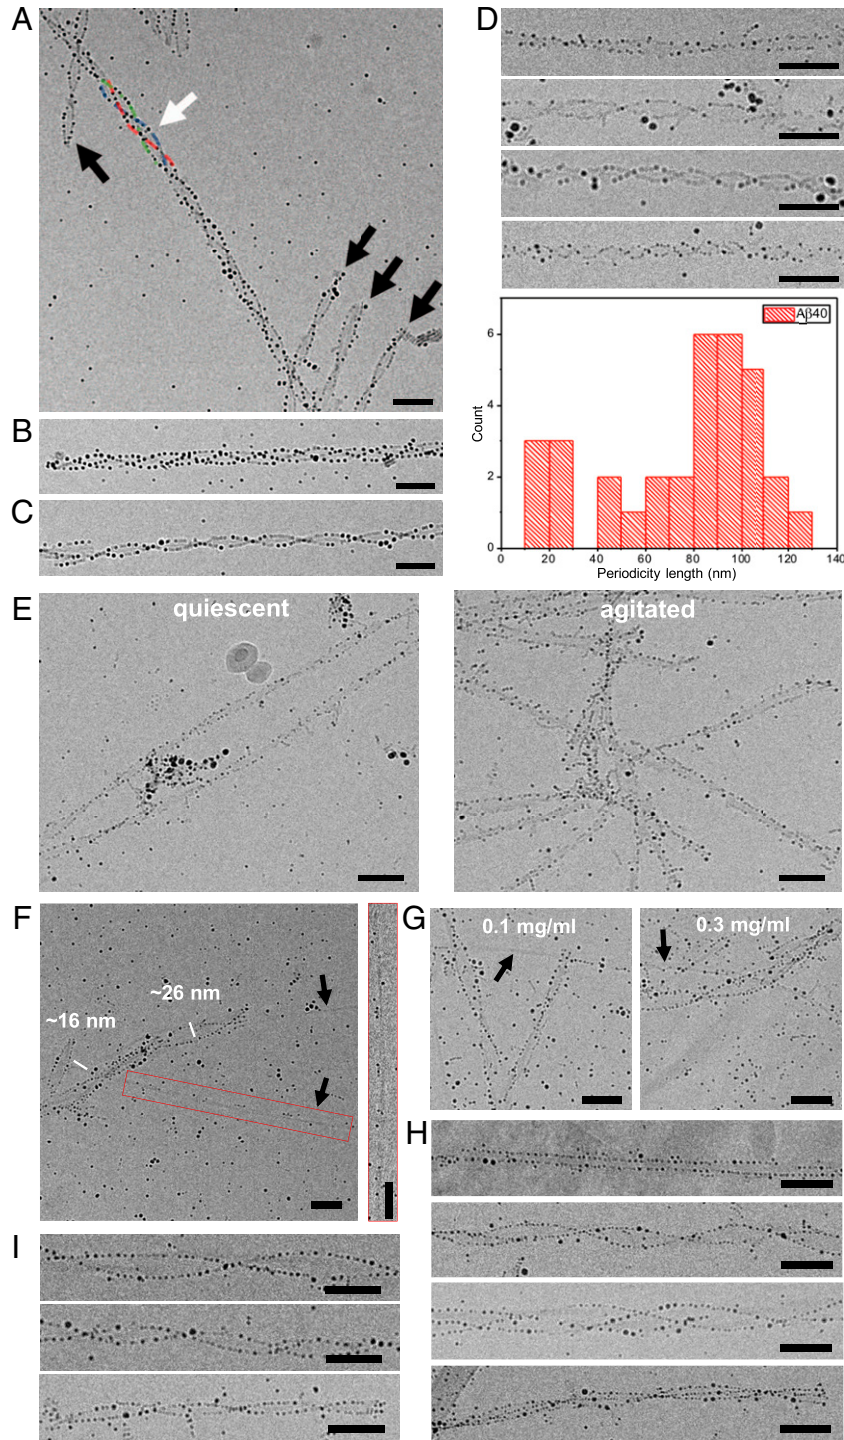 A
D
B
C
Aβ40
6
4
2
0
Count
0 20 40 60 80 100 120 140
Periodicity length (nm)
E
quiescent
agitated
F
~16 nm
~26 nm
G
0.1 mg/ml
0.3 mg/ml
H
I